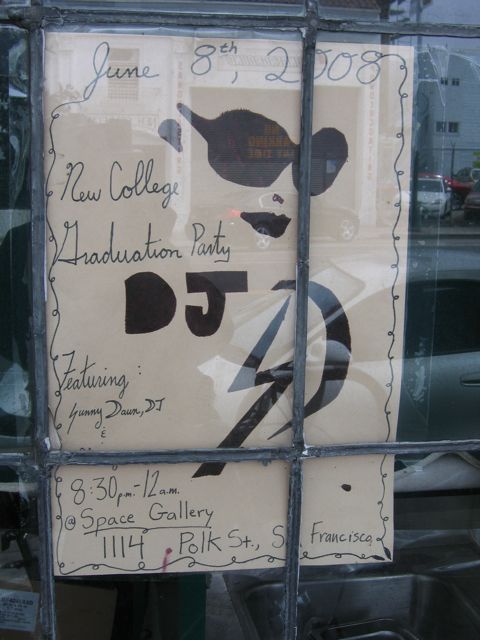 June 8th, 2008
New College
Graduation Party
DJ
Featuring:
Sunny Dawn, DJ
&
8:30 p.m. - 12 a.m.
@ Space Gallery
1114 Polk St., S Francisco